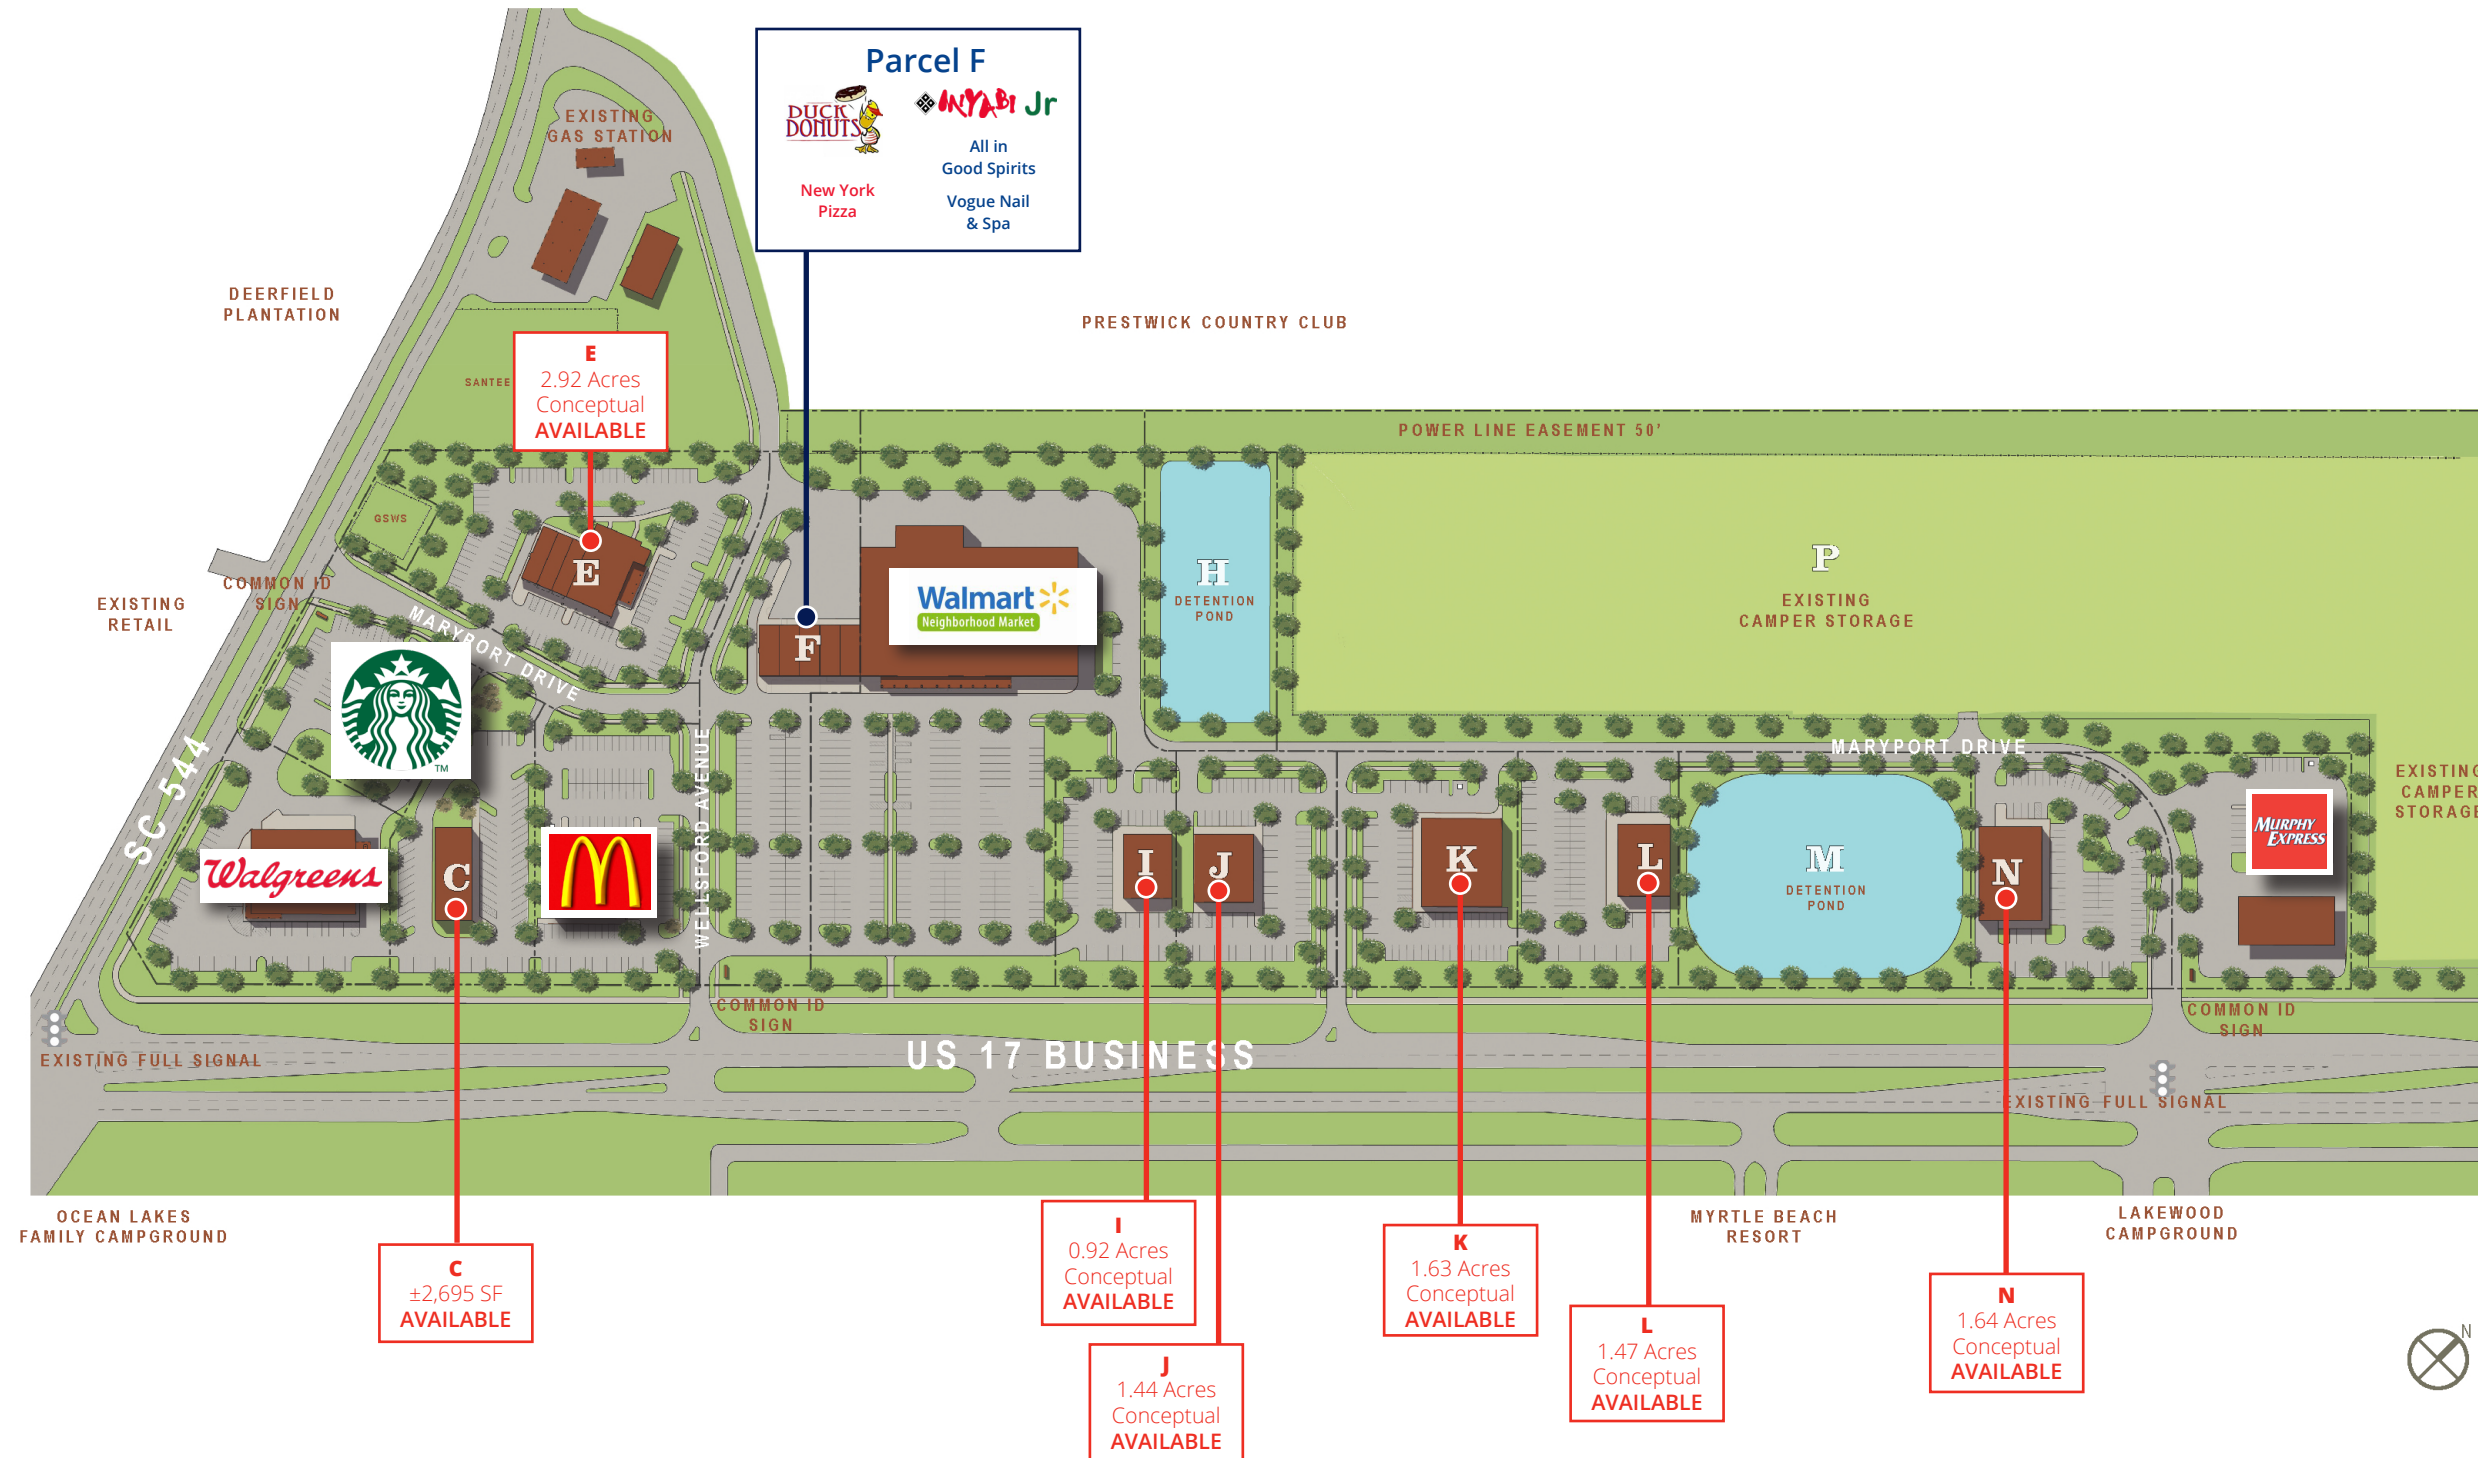 Parcel F
DUCK
DONUTS
MIYABI Jr
All in
Good Spirits
New York
Pizza
Vogue Nail
& Spa
EXISTING
GAS STATION
DEERFIELD
PLANTATION
PRESTWICK COUNTRY CLUB
E
2.92 Acres
Conceptual
AVAILABLE
SANTEE
POWER LINE EASEMENT 50'
GSWS
E
COMMON ID
SIGN
EXISTING
RETAIL
MARYPORT DRIVE
F
Walmart
Neighborhood Market
H
DETENTION
POND
P
EXISTING
CAMPER STORAGE
TM
SC 544
WELLSFORD AVENUE
MARYPORT DRIVE
EXISTING
CAMPER
STORAGE
Walgreens
C
I
J
K
L
M
DETENTION
POND
N
MURPHY
EXPRESS
COMMON ID
SIGN
COMMON ID
SIGN
EXISTING FULL SIGNAL
US 17 BUSINESS
EXISTING FULL SIGNAL
OCEAN LAKES
FAMILY CAMPGROUND
MYRTLE BEACH
RESORT
LAKEWOOD
CAMPGROUND
C
±2,695 SF
AVAILABLE
I
0.92 Acres
Conceptual
AVAILABLE
J
1.44 Acres
Conceptual
AVAILABLE
K
1.63 Acres
Conceptual
AVAILABLE
L
1.47 Acres
Conceptual
AVAILABLE
N
1.64 Acres
Conceptual
AVAILABLE
N